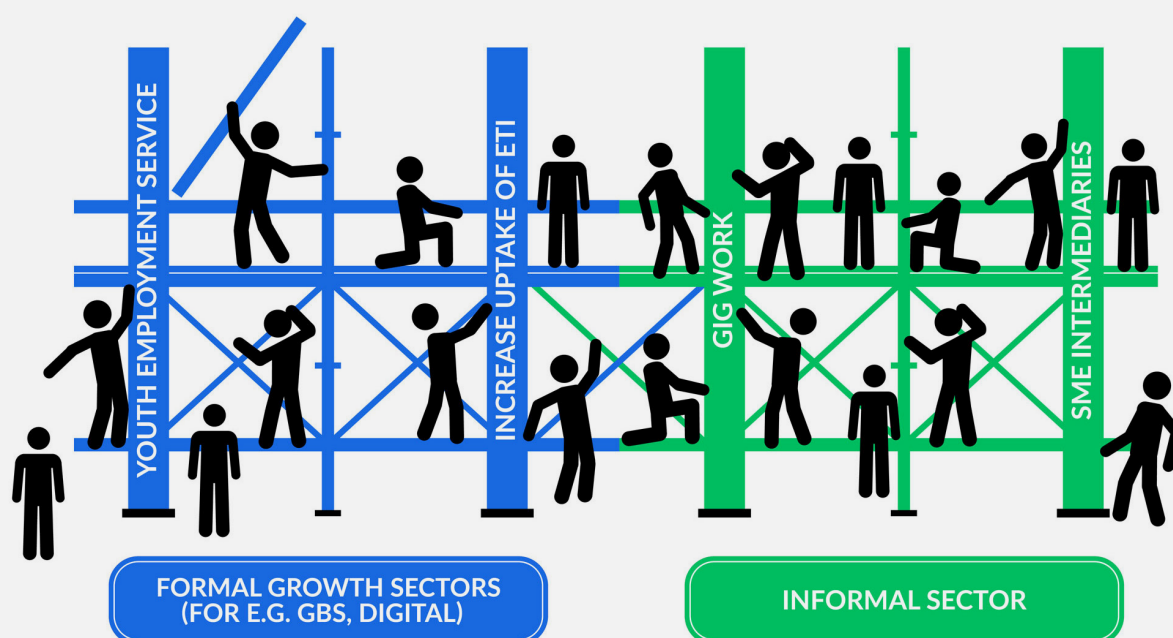 YOUTH EMPLOYMENT SERVICE
INCREASE UPTAKE OF ETI
GIG WORK
SME INTERMEDIARIES
FORMAL GROWTH SECTORS
(FOR E.G. GBS, DIGITAL)
INFORMAL SECTOR